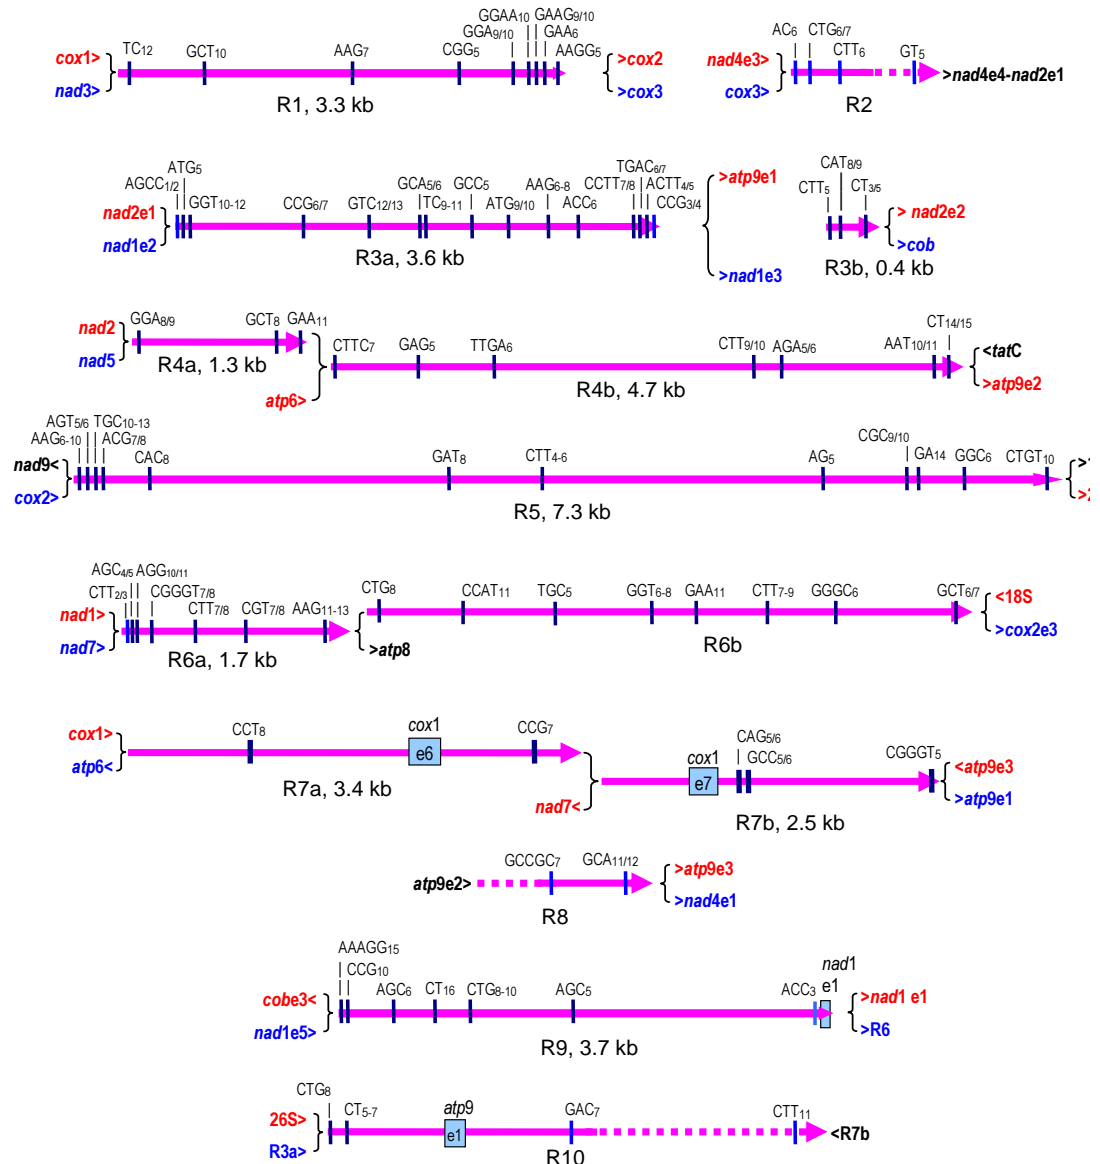 GGAA10 GAAG9/10
TC12 GCT10 AAG7 CGG5 GGA9/10 GAA6 AAGG5
cox1> >cox2
nad3> >cox3
R1, 3.3 kb
AC6 CTG6/7 CTT6 GT5
nad4e3> >nad4e4-nad2e1
cox3>
R2
AGCC1/2 ATG5 GGT10-12 CCG6/7 GTC12/13 GCA5/6 TC9-11 GCC5 ATG9/10 AAG6-8 ACC6 CCTT7/8 TGAC6/7 ACTT4/5 CCG3/4
nad2e1 >atp9e1
nad1e2 >nad1e3
R3a, 3.6 kb
CTT5 CAT8/9 CT3/5
> nad2e2
>cob
R3b, 0.4 kb
GGA8/9 GCT8 GAA11
nad2
nad5
R4a, 1.3 kb
atp6>
CTTC7 GAG5 TTGA6 CTT9/10 AGA5/6 AAT10/11 CT14/15
<tatC
>atp9e2
R4b, 4.7 kb
AAG6-10 AGT5/6 TGC10-13 ACG7/8 CAC8 GAT8 CTT4-6 AG5 CGC9/10 GA14 GGC6 CTGT10
nad9<
cox2>
R5, 7.3 kb
CTT2/3 AGC4/5 AGG10/11 CGGGT7/8 CTT7/8 CGT7/8 AAG11-13
nad1>
nad7> >atp8
R6a, 1.7 kb
CTG8 CCAT11 TGC5 GGT6-8 GAA11 CTT7-9 GGGC6 GCT6/7
<18S
>cox2e3
R6b
cox1
CCT8 e6 CCG7
cox1>
atp6<
R7a, 3.4 kb
nad7<
cox1
e7 CAG5/6 GCC5/6 CGGGT5
<atp9e3
>atp9e1
R7b, 2.5 kb
GCCGC7 GCA11/12
atp9e2> >atp9e3
>nad4e1
R8
AAAGG15
CCG10 AGC6 CT16 CTG8-10 AGC5 ACC3 nad1
e1
cobe3< >nad1 e1
nad1e5> >R6
R9, 3.7 kb
CTG8
CT5-7 atp9 GAC7 CTT11
26S> e1 <R7b
R3a>
R10